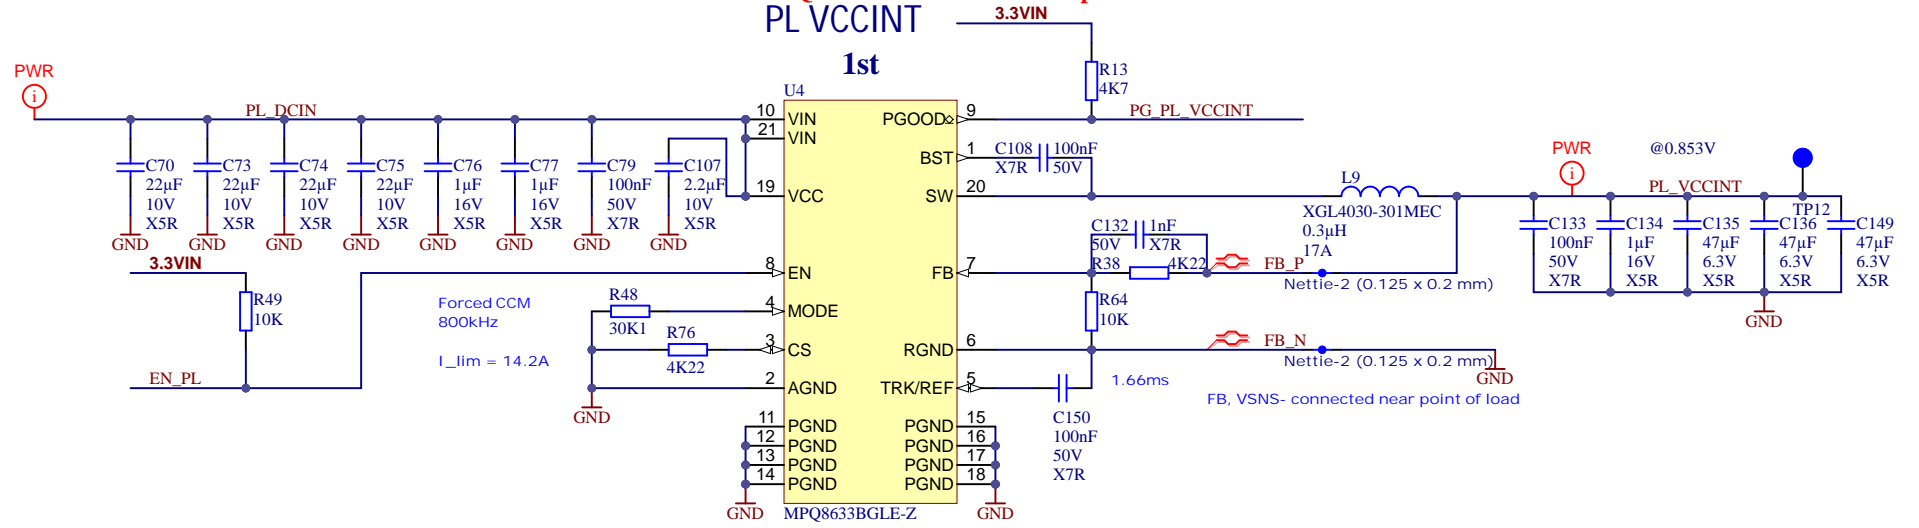 PL VCCINT
1st
3.3VIN
R13
4K7
PWR
i
PL_DCIN
U4
10 VIN
21 VIN
19 VCC
8 EN
4 MODE
3 CS
2 AGND
11 PGND
12 PGND
13 PGND
14 PGND
PGOOD 9
BST 1
SW 20
FB 7
RGND 6
TRK/REF 5
PGND 15
PGND 16
PGND 17
PGND 18
MPQ8633BGLE-Z
GND
GND
PG_PL_VCCINT
C70
22µF
10V
X5R
GND
C73
22µF
10V
X5R
GND
C74
22µF
10V
X5R
GND
C75
22µF
10V
X5R
GND
C76
1µF
16V
X5R
GND
C77
1µF
16V
X5R
GND
C79
100nF
50V
X7R
GND
C107
2.2µF
10V
X5R
GND
3.3VIN
R49
10K
EN_PL
Forced CCM
800kHz
I_lim = 14.2A
R48
30K1
R76
4K22
GND
C108 100nF
X7R 50V
L9
XGL4030-301MEC
0.3µH
17A
C132 1nF
50V X7R
R38 4K22
FB_P
Nettie-2 (0.125 x 0.2 mm)
R64
10K
FB_N
Nettie-2 (0.125 x 0.2 mm)
GND
1.66ms
FB, VSNS- connected near point of load
C150
100nF
50V
X7R
PWR
i
@0.853V
PL_VCCINT
TP12
C133
100nF
50V
X7R
C134
1µF
16V
X5R
C135
47µF
6.3V
X5R
C136
47µF
6.3V
X5R
C149
47µF
6.3V
X5R
GND